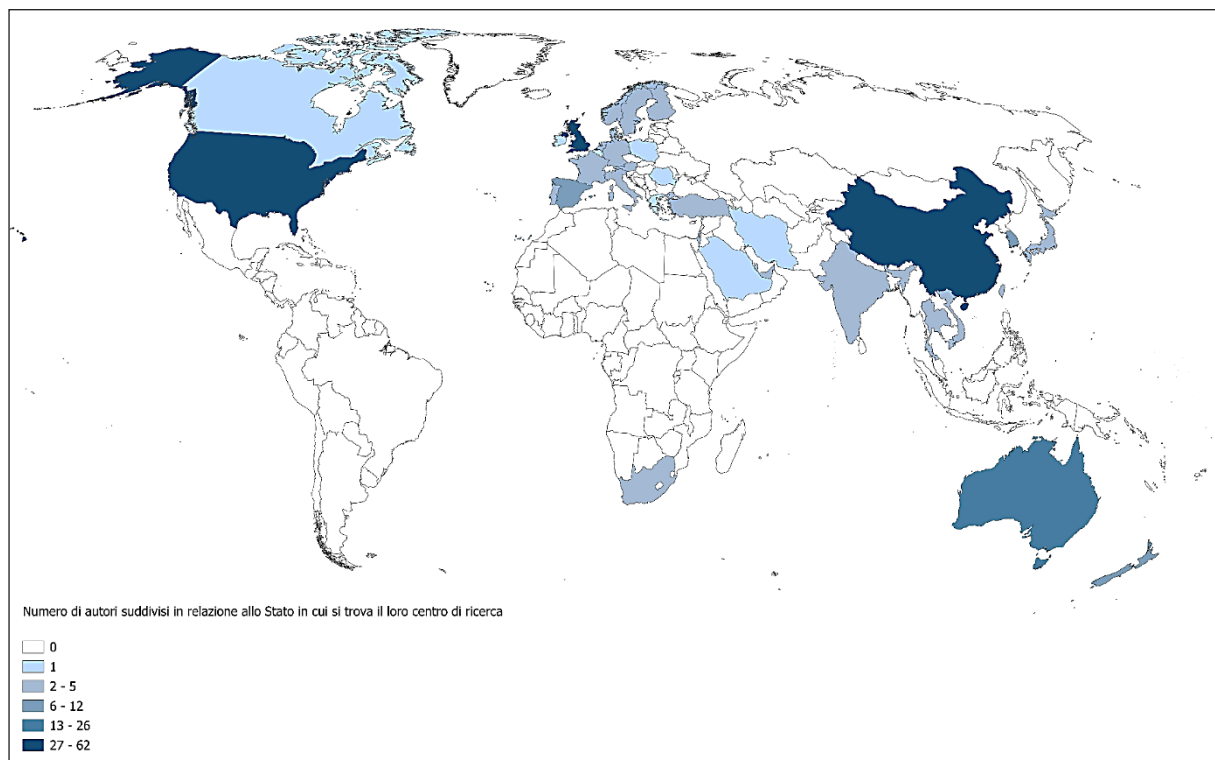 Numero di autori suddivisi in relazione allo Stato in cui si trova il loro centro di ricerca
0
1
2 - 5
6 - 12
13 - 26
27 - 62